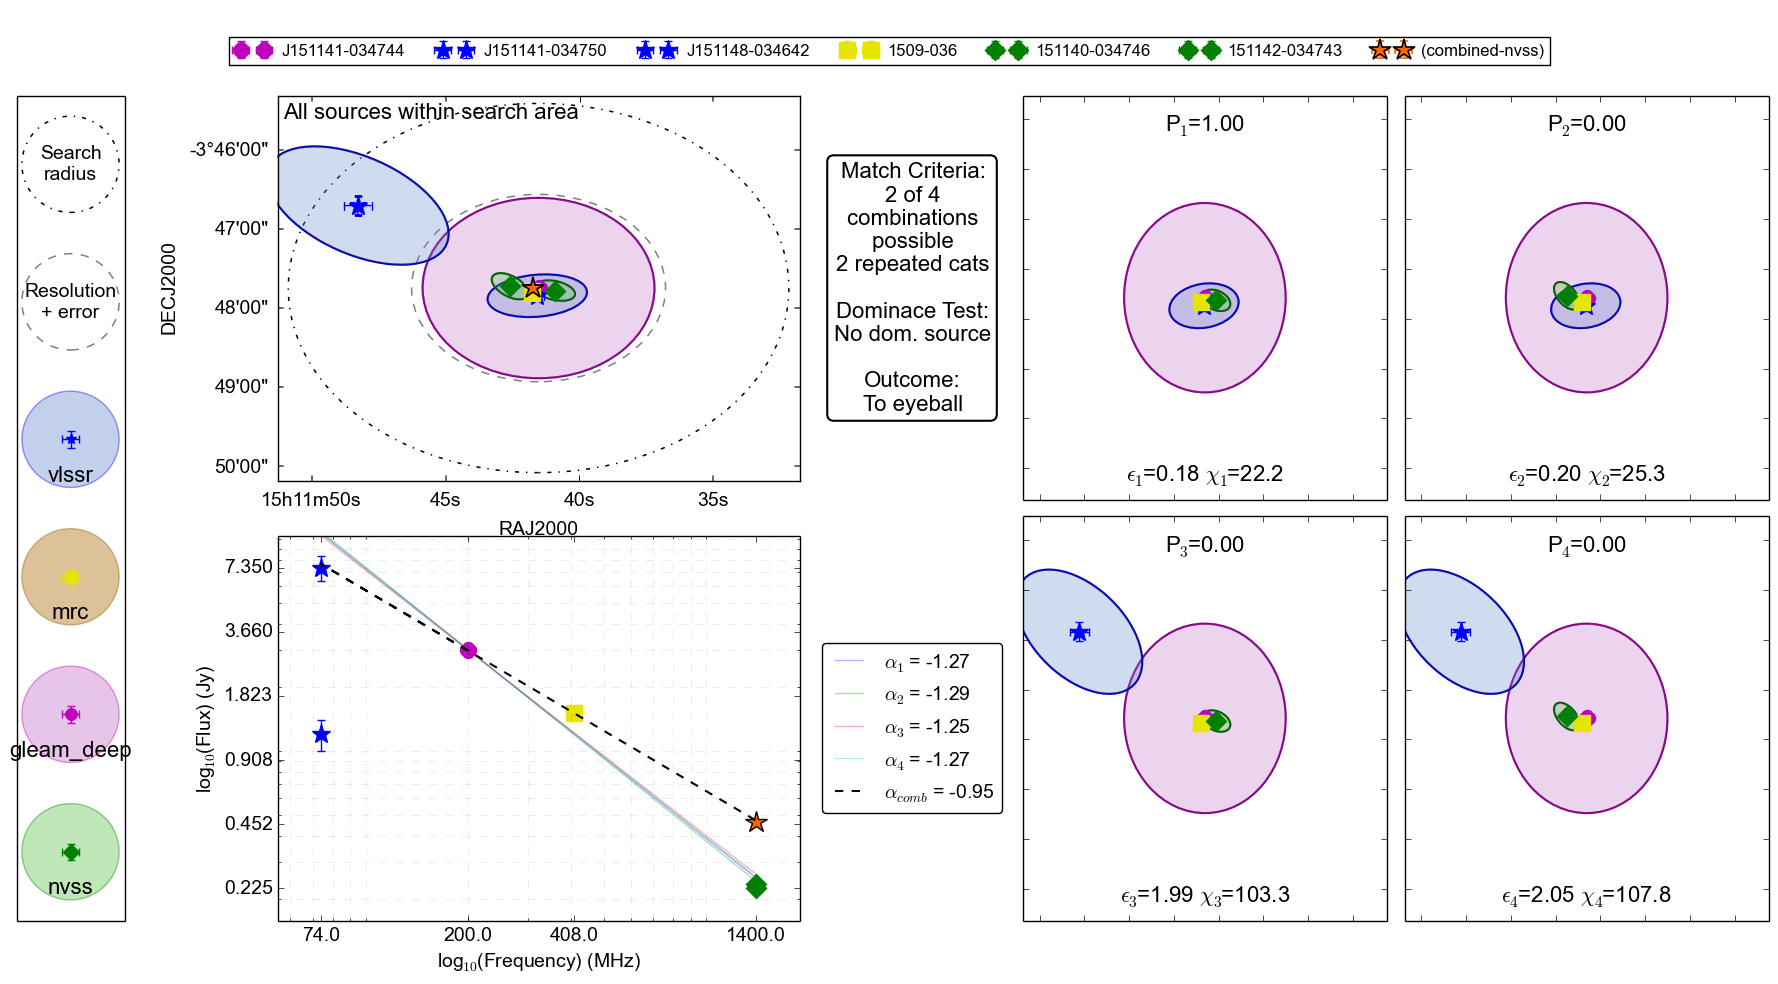 J151141-034744 J151141-034750 J151148-034642 1509-036 151140-034746 151142-034743 (combined-nvss)
Search
radius
Resolution
+ error
vlssr
mrc
gleam_deep
nvss
All sources within search area
DECJ2000
-3°46'00"
47'00"
48'00"
49'00"
50'00"
15h11m50s 45s 40s 35s
RAJ2000
Match Criteria:
2 of 4
combinations
possible
2 repeated cats
Dominace Test:
No dom. source
Outcome:
To eyeball
P1=1.00
ϵ1=0.18 χ1=22.2
P2=0.00
ϵ2=0.20 χ2=25.3
log10(Flux) (Jy)
7.350
3.660
1.823
0.908
0.452
0.225
74.0 200.0 408.0 1400.0
log10(Frequency) (MHz)
α1 = -1.27
α2 = -1.29
α3 = -1.25
α4 = -1.27
αcomb = -0.95
P3=0.00
ϵ3=1.99 χ3=103.3
P4=0.00
ϵ4=2.05 χ4=107.8